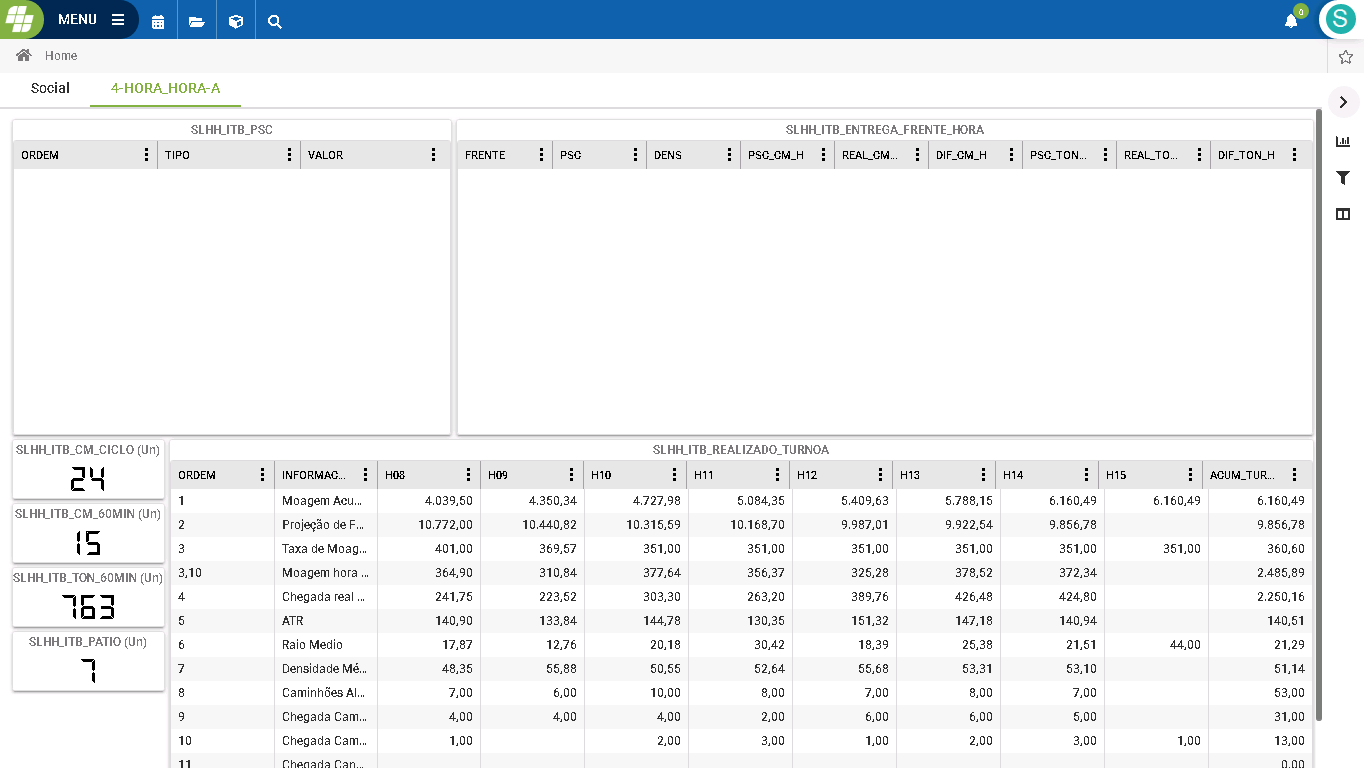 MENU
0
S
Home
Social 4-HORA_HORA-A
SLHH_ITB_PSC
ORDEM TIPO VALOR
SLHH_ITB_ENTREGA_FRENTE_HORA
FRENTE PSC DENS PSC_CM_H REAL_CM... DIF_CM_H PSC_TON... REAL_TO... DIF_TON_H
SLHH_ITB_CM_CICLO (Un)
24
SLHH_ITB_CM_60MIN (Un)
15
SLHH_ITB_TON_60MIN (Un)
763
SLHH_ITB_PATIO (Un)
7
SLHH_ITB_REALIZADO_TURNOA
ORDEM INFORMAC... H08 H09 H10 H11 H12 H13 H14 H15 ACUM_TUR...
1 Moagem Acu... 4.039,50 4.350,34 4.727,98 5.084,35 5.409,63 5.788,15 6.160,49 6.160,49 6.160,49
2 Projeção de F... 10.772,00 10.440,82 10.315,59 10.168,70 9.987,01 9.922,54 9.856,78 9.856,78
3 Taxa de Moag... 401,00 369,57 351,00 351,00 351,00 351,00 351,00 351,00 360,60
3,10 Moagem hora ... 364,90 310,84 377,64 356,37 325,28 378,52 372,34 2.485,89
4 Chegada real ... 241,75 223,52 303,30 263,20 389,76 426,48 424,80 2.250,16
5 ATR 140,90 133,84 144,78 130,35 151,32 147,18 140,94 140,51
6 Raio Medio 17,87 12,76 20,18 30,42 18,39 25,38 21,51 44,00 21,29
7 Densidade Mé... 48,35 55,88 50,55 52,64 55,68 53,31 53,10 51,14
8 Caminhões Al... 7,00 6,00 10,00 8,00 7,00 8,00 7,00 53,00
9 Chegada Cam... 4,00 4,00 4,00 2,00 6,00 6,00 5,00 31,00
10 Chegada Cam... 1,00 2,00 3,00 1,00 2,00 3,00 1,00 13,00
11 Chegada Can... 0,00